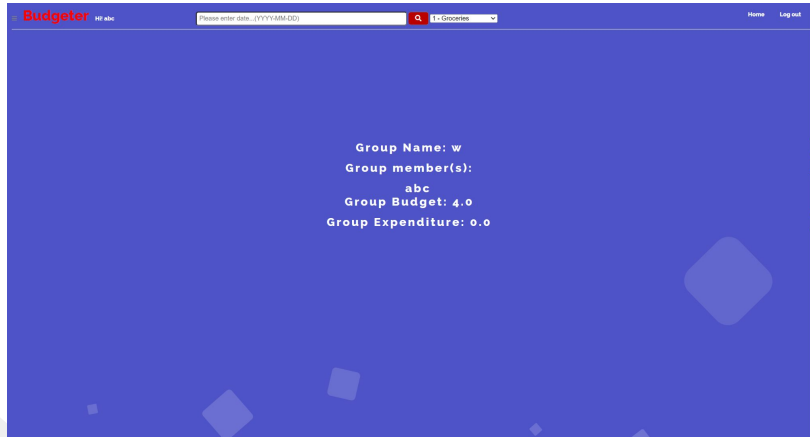 Budgeter Hi! abc Please enter date...(YYYY-MM-DD) 1 - Groceries Home Log out
Group Name: w
Group member(s):
abc
Group Budget: 4.0
Group Expenditure: 0.0